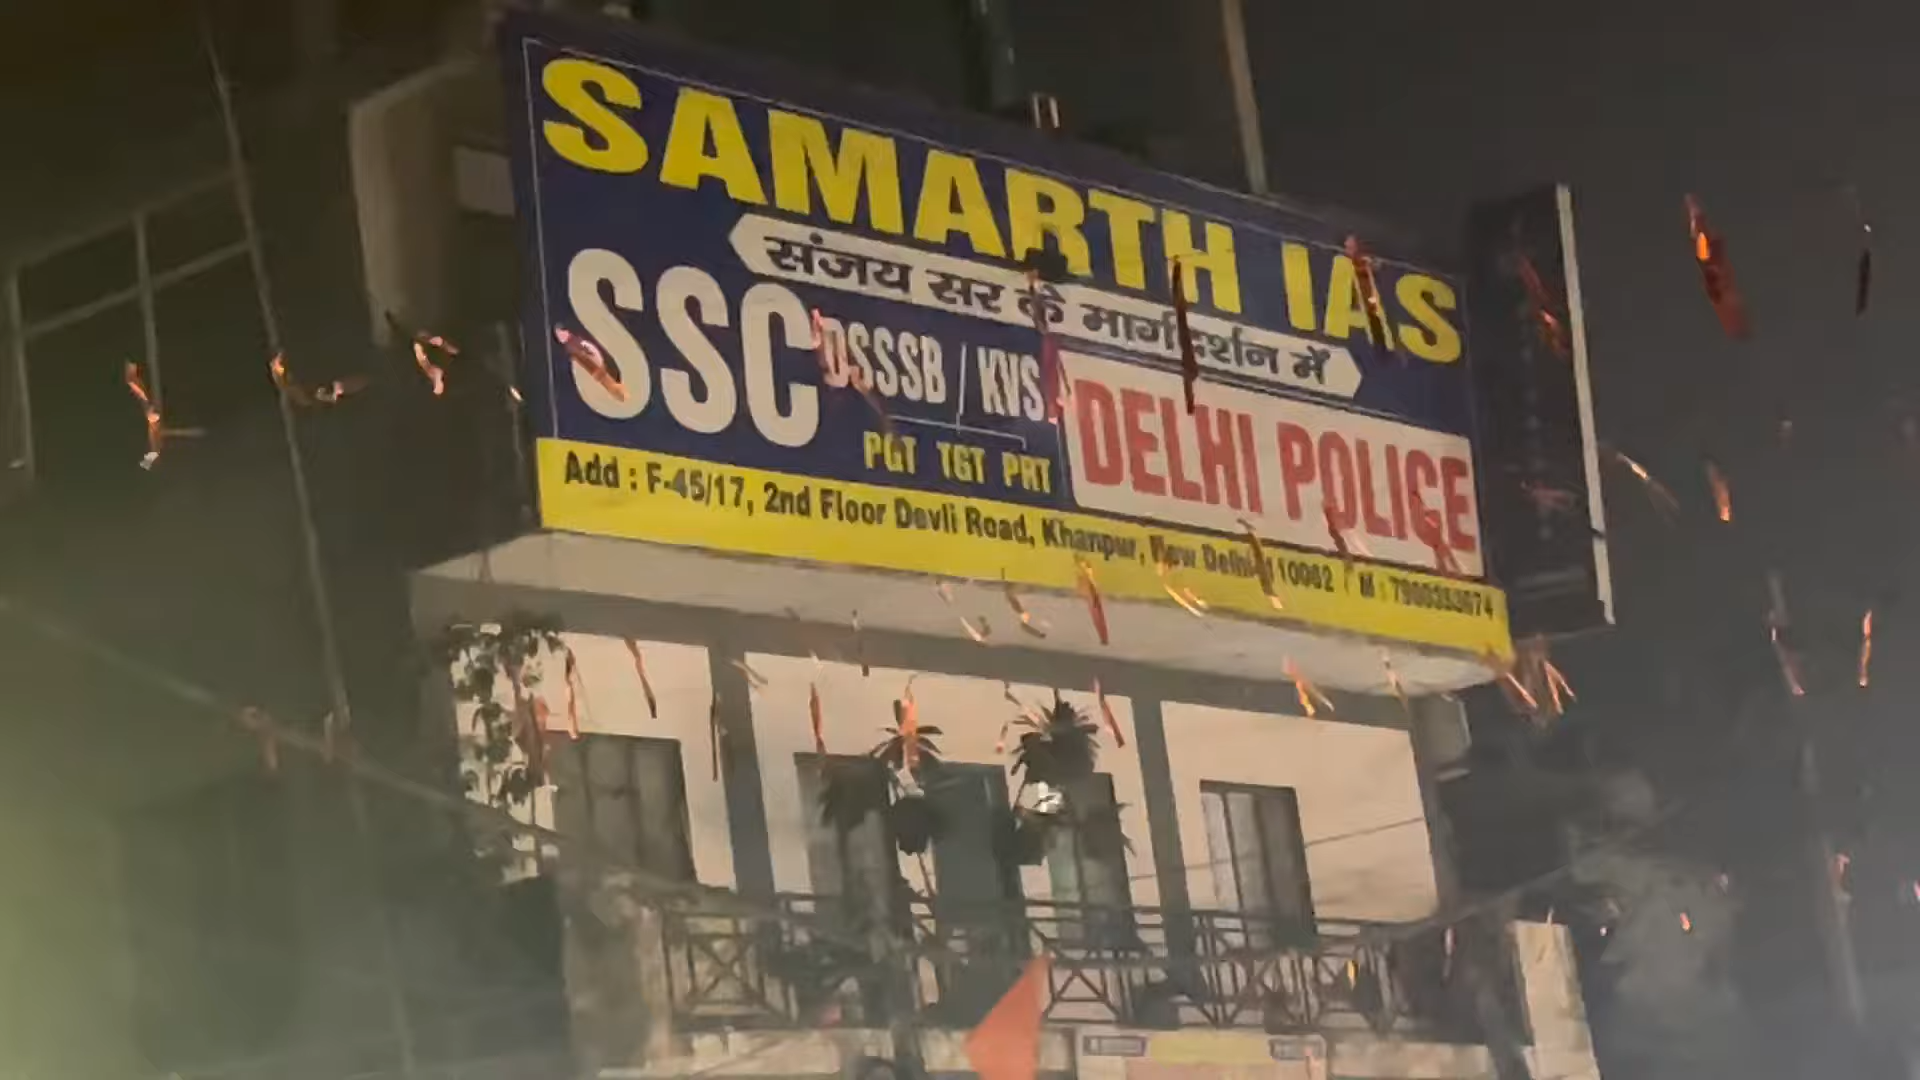 SAMARTH IAS
संजय सर के मार्गदर्शन में
SSC DSSSB / KVS
PGT TGT PRT
DELHI POLICE
Add : F-45/17, 2nd Floor Devli Road, Khanpur, New Delhi-110062 / M :